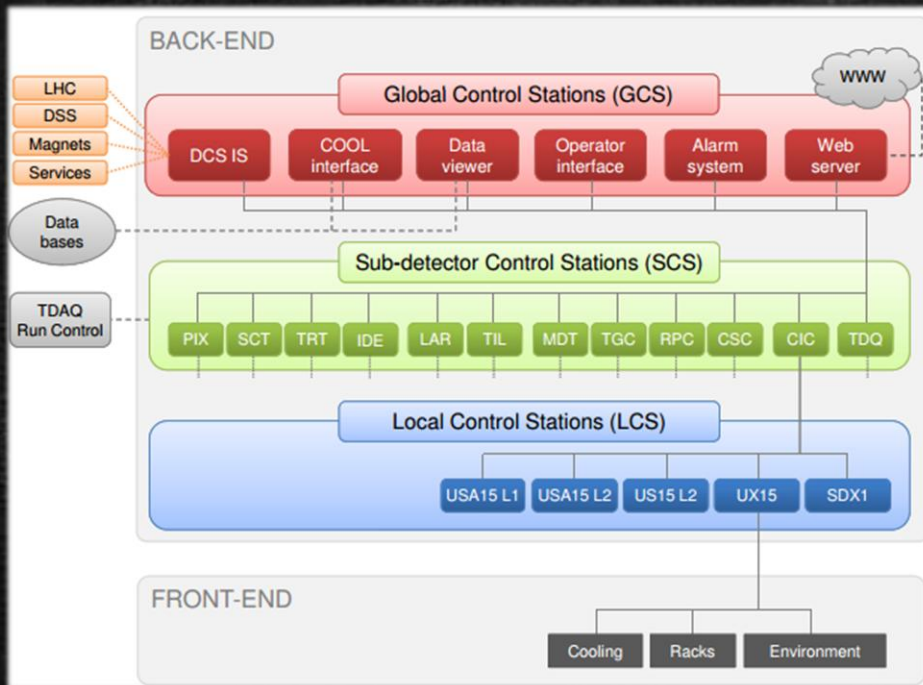 BACK-END
LHC
DSS
Magnets
Services
Global Control Stations (GCS)
WWW
DCS IS
COOL
interface
Data
viewer
Operator
interface
Alarm
system
Web
server
Data
bases
Sub-detector Control Stations (SCS)
TDAQ
Run Control
PIX
SCT
TRT
IDE
LAR
TIL
MDT
TGC
RPC
CSC
CIC
TDQ
Local Control Stations (LCS)
USA15 L1
USA15 L2
US15 L2
UX15
SDX1
FRONT-END
Cooling
Racks
Environment